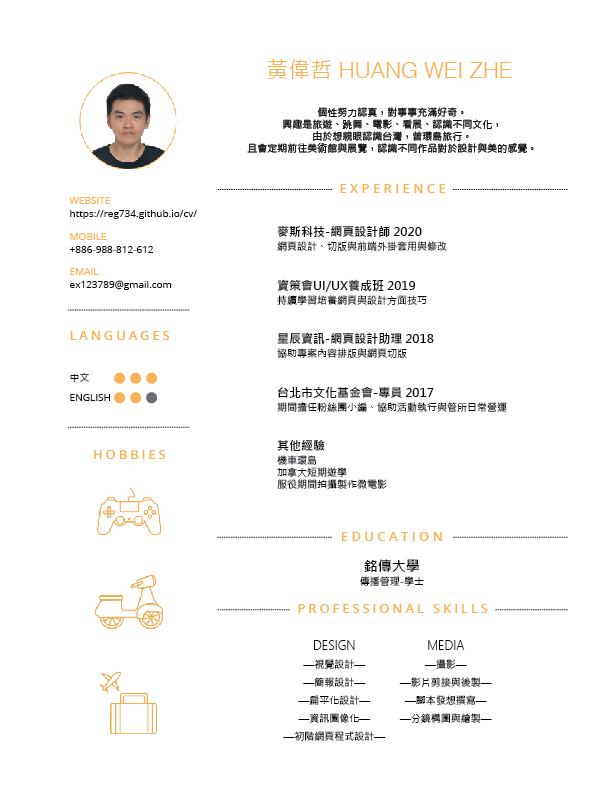 黃偉哲 HUANG WEI ZHE
個性努力認真，對事事充滿好奇。
興趣是旅遊、跳舞、電影、看展、認識不同文化，
由於想親眼認識台灣，曾環島旅行。
且會定期前往美術館與展覽，認識不同作品對於設計與美的感覺。
WEBSITE
https://reg734.github.io/cv/
MOBILE
+886-988-812-612
EMAIL
ex123789@gmail.com
LANGUAGES
中文
ENGLISH
HOBBIES
EXPERIENCE
麥斯科技-網頁設計師 2020
網頁設計、切版與前端外掛套用與修改
資策會UI/UX養成班 2019
持續學習培養網頁與設計方面技巧
星辰資訊-網頁設計助理 2018
協助專案內容排版與網頁切版
台北市文化基金會-專員 2017
期間擔任粉絲團小編、協助活動執行與管所日常營運
其他經驗
機車環島
加拿大短期遊學
服役期間拍攝製作微電影
EDUCATION
銘傳大學
傳播管理-學士
PROFESSIONAL SKILLS
DESIGN
—視覺設計—
—簡報設計—
—扁平化設計—
—資訊圖像化—
—初階網頁程式設計—
MEDIA
—攝影—
—影片剪接與後製—
—腳本發想撰寫—
—分鏡構圖與繪製—